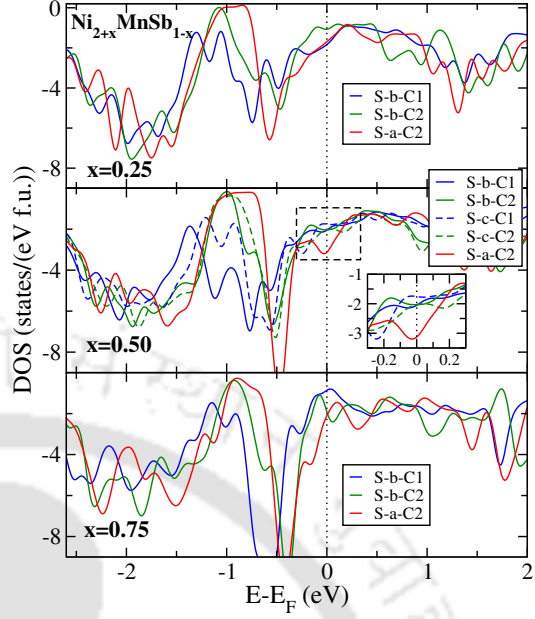 Ni2+xMnSb1-x
0
-4
-8
S-b-C1
S-b-C2
S-a-C2
x=0.25
DOS (states/(eV f.u.))
-4
-8
S-b-C1
S-b-C2
S-c-C1
S-c-C2
S-a-C2
-1
-2
-3
-0.2 0 0.2
x=0.50
-4
-8
S-b-C1
S-b-C2
S-a-C2
x=0.75
-2 -1 0 1 2
E-EF (eV)